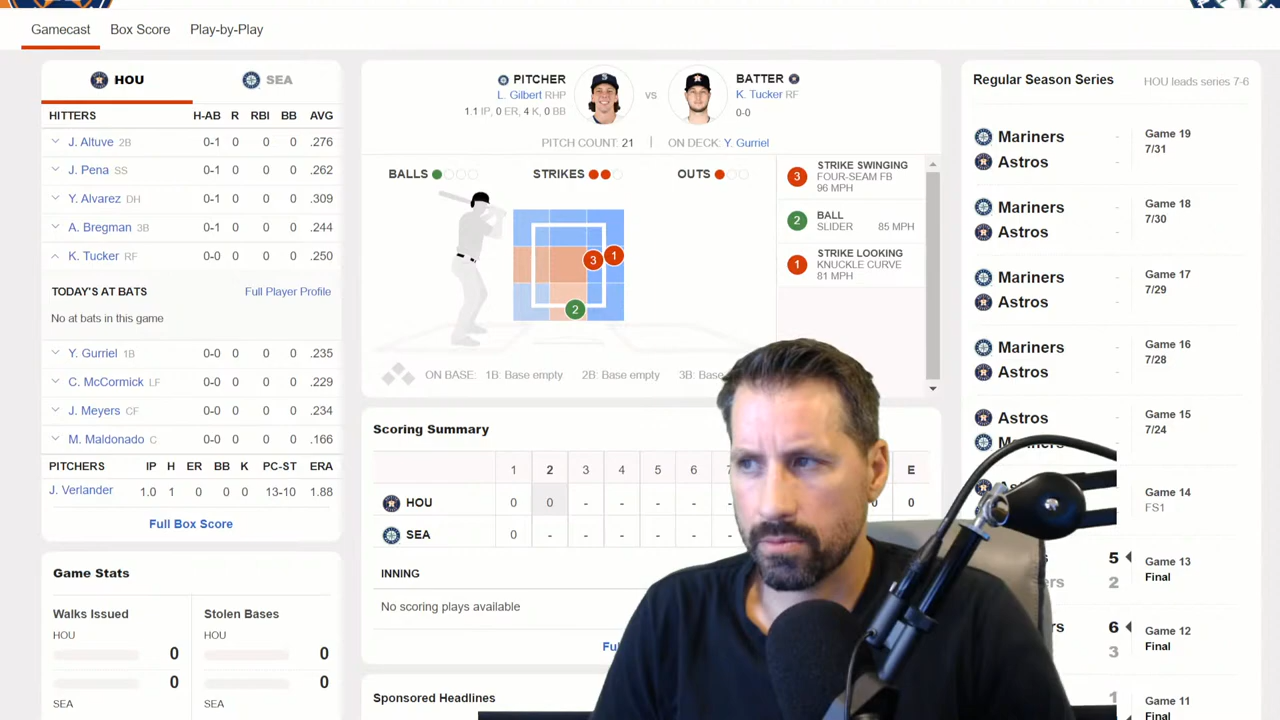 Gamecast Box Score Play-by-Play
HOU SEA
HITTERS H-AB R RBI BB AVG
J. Altuve 2B 0-1 0 0 0 .276
J. Pena SS 0-1 0 0 0 .262
Y. Alvarez DH 0-1 0 0 0 .309
A. Bregman 3B 0-1 0 0 0 .244
K. Tucker RF 0-0 0 0 0 .250
TODAY'S AT BATS Full Player Profile
No at bats in this game
Y. Gurriel 1B 0-0 0 0 0 .235
C. McCormick LF 0-0 0 0 0 .229
J. Meyers CF 0-0 0 0 0 .234
M. Maldonado C 0-0 0 0 0 .166
PITCHERS IP H ER BB K PC-ST ERA
J. Verlander 1.0 1 0 0 0 13-10 1.88
Full Box Score
Game Stats
Walks Issued Stolen Bases
HOU HOU
0 0
0 0
SEA SEA
PITCHER
L. Gilbert RHP
1.1 IP, 0 ER, 4 K, 0 BB
VS
BATTER
K. Tucker RF
0-0
PITCH COUNT: 21 | ON DECK: Y. Gurriel
BALLS STRIKES OUTS
3 1
2
3 STRIKE SWINGING
FOUR-SEAM FB
96 MPH
2 BALL
SLIDER 85 MPH
1 STRIKE LOOKING
KNUCKLE CURVE
81 MPH
ON BASE: 1B: Base empty 2B: Base empty 3B: Base
Scoring Summary
1 2 3 4 5 6 7 E
HOU 0 0 - - - - 0 0
SEA 0 - - - - -
INNING
No scoring plays available
Sponsored Headlines
Regular Season Series HOU leads series 7-6
Mariners - Game 19
Astros - 7/31
Mariners - Game 18
Astros - 7/30
Mariners - Game 17
Astros - 7/29
Mariners - Game 16
Astros - 7/28
Astros - Game 15
Mariners 7/24
Game 14
FS1
5 Game 13
2 Final
6 Game 12
3 Final
1 Game 11
Final